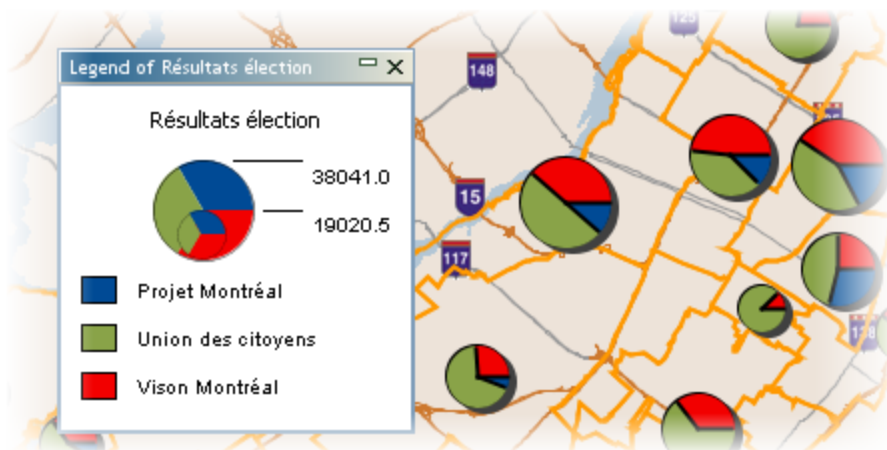 Legend of Résultats élection
Résultats élection
38041.0
19020.5
Projet Montréal
Union des citoyens
Vison Montréal
125
148
15
117